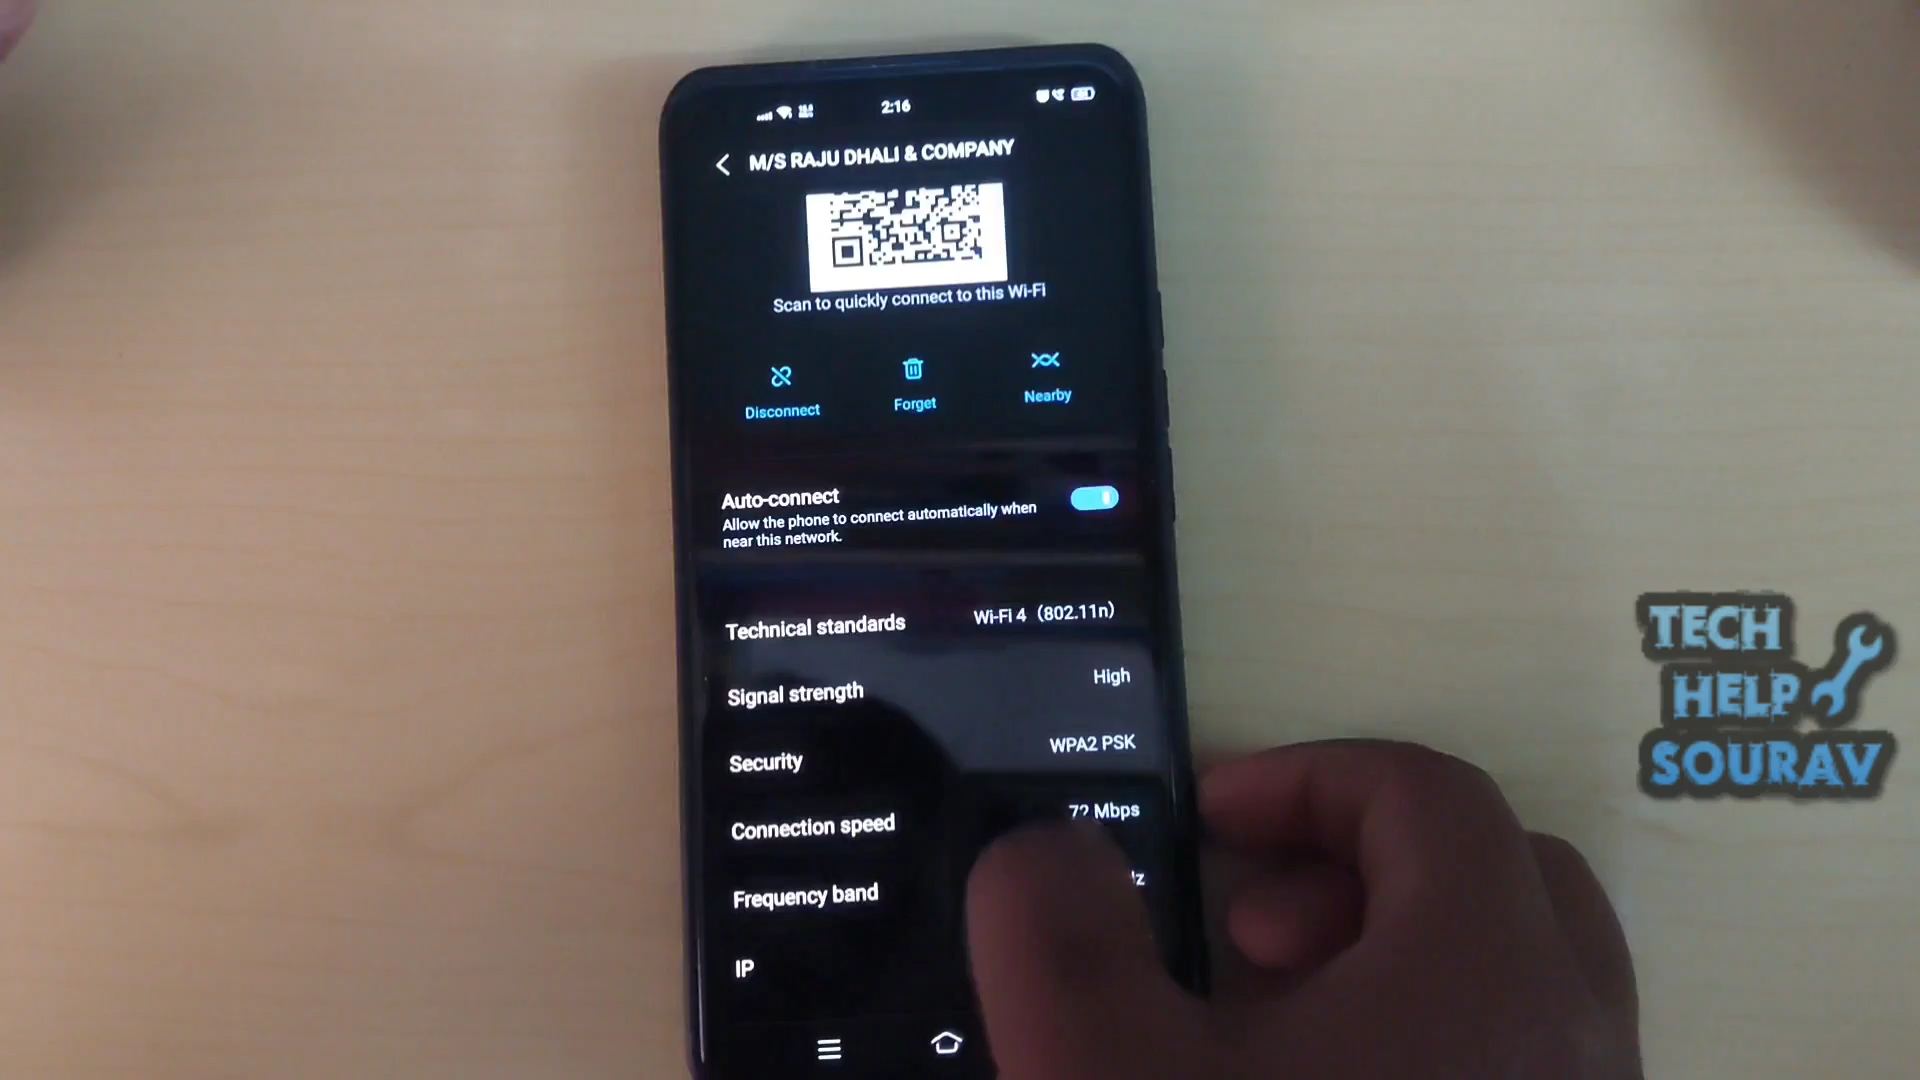 2:16
M/S RAJU DHALI & COMPANY
Scan to quickly connect to this Wi-Fi
Disconnect
Forget
Nearby
Auto-connect
Allow the phone to connect automatically when
near this network.
Technical standards
Wi-Fi 4 (802.11n)
Signal strength
High
Security
WPA2 PSK
Connection speed
72 Mbps
Frequency band
IP
TECH
HELP
SOURAV